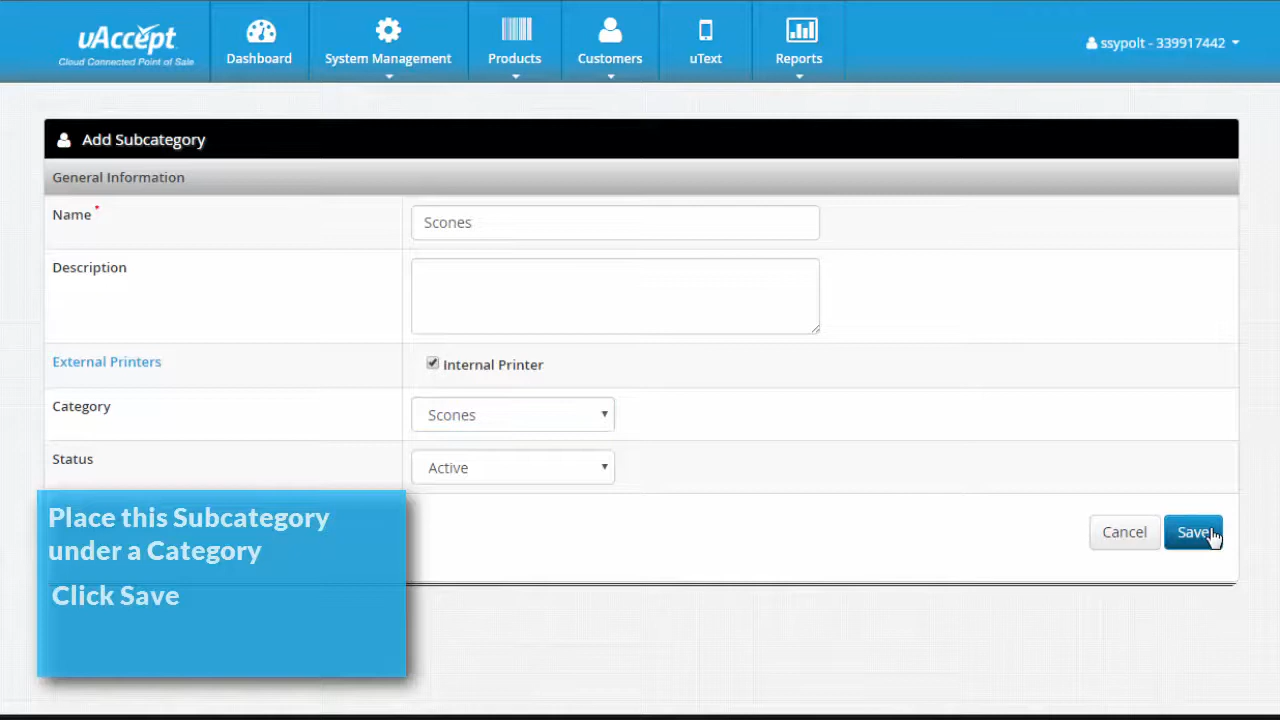 uAccept
Cloud Connected Point of Sale
Dashboard
System Management
Products
Customers
uText
Reports
ssypolt - 339917442
Add Subcategory
General Information
Name *
Scones
Description
External Printers
Internal Printer
Category
Scones
Status
Active
Place this Subcategory
under a Category
Click Save
Cancel
Save